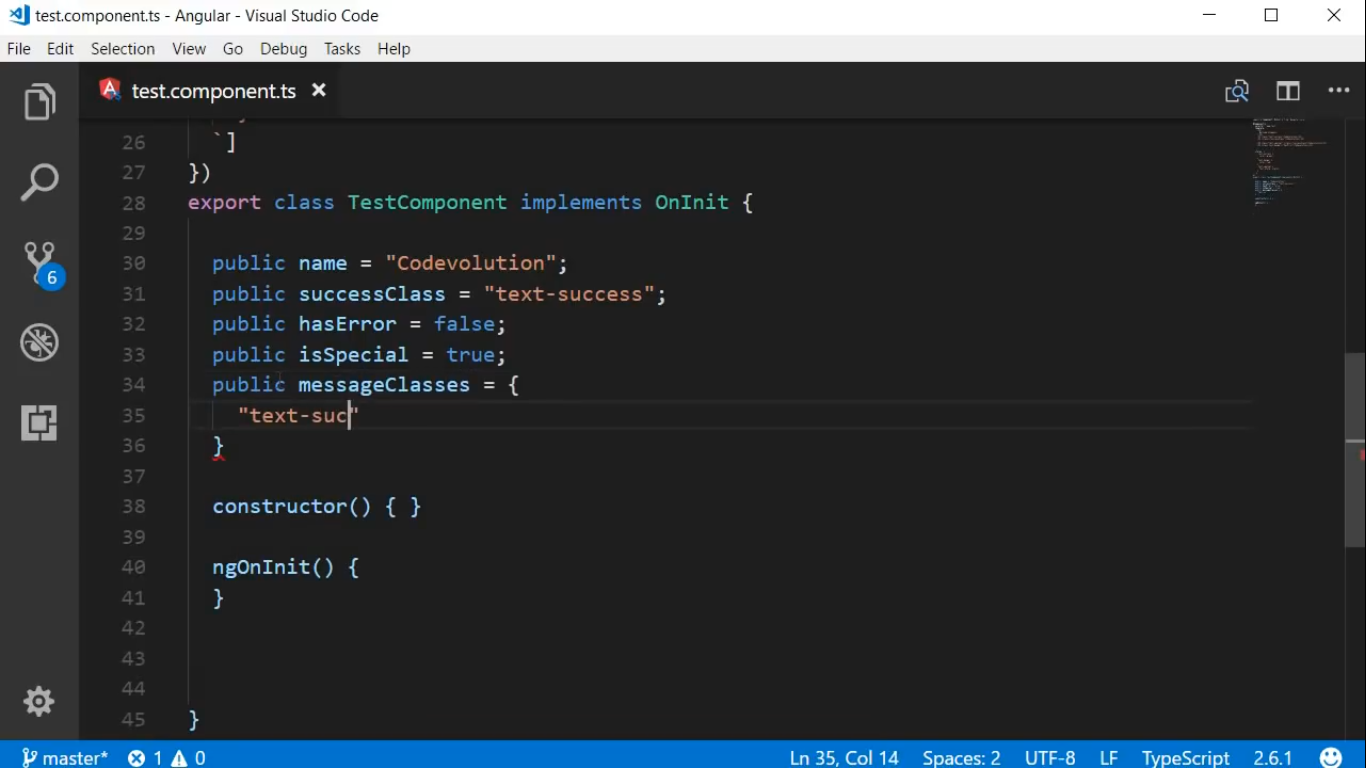 test.component.ts - Angular - Visual Studio Code
File Edit Selection View Go Debug Tasks Help
test.component.ts
26 `]
27 })
28 export class TestComponent implements OnInit {
29
30 public name = "Codevolution";
31 public successClass = "text-success";
32 public hasError = false;
33 public isSpecial = true;
34 public messageClasses = {
35 "text-suc"
36 }
37
38 constructor() { }
39
40 ngOnInit() {
41 }
42
43
44
45 }
6
master* 1 0 Ln 35, Col 14 Spaces: 2 UTF-8 LF TypeScript 2.6.1